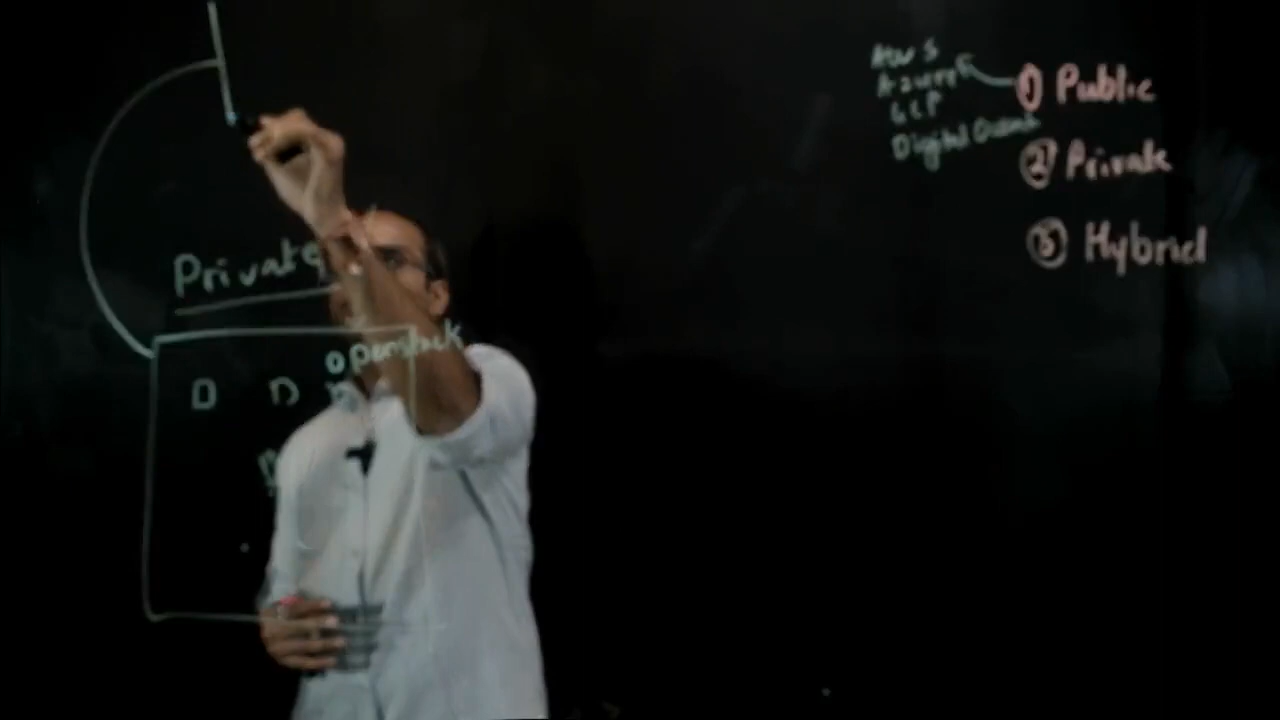 AWS
Azure
GCP
Digital Ocean
① Public
② Private
③ Hybrid
Private
openstack